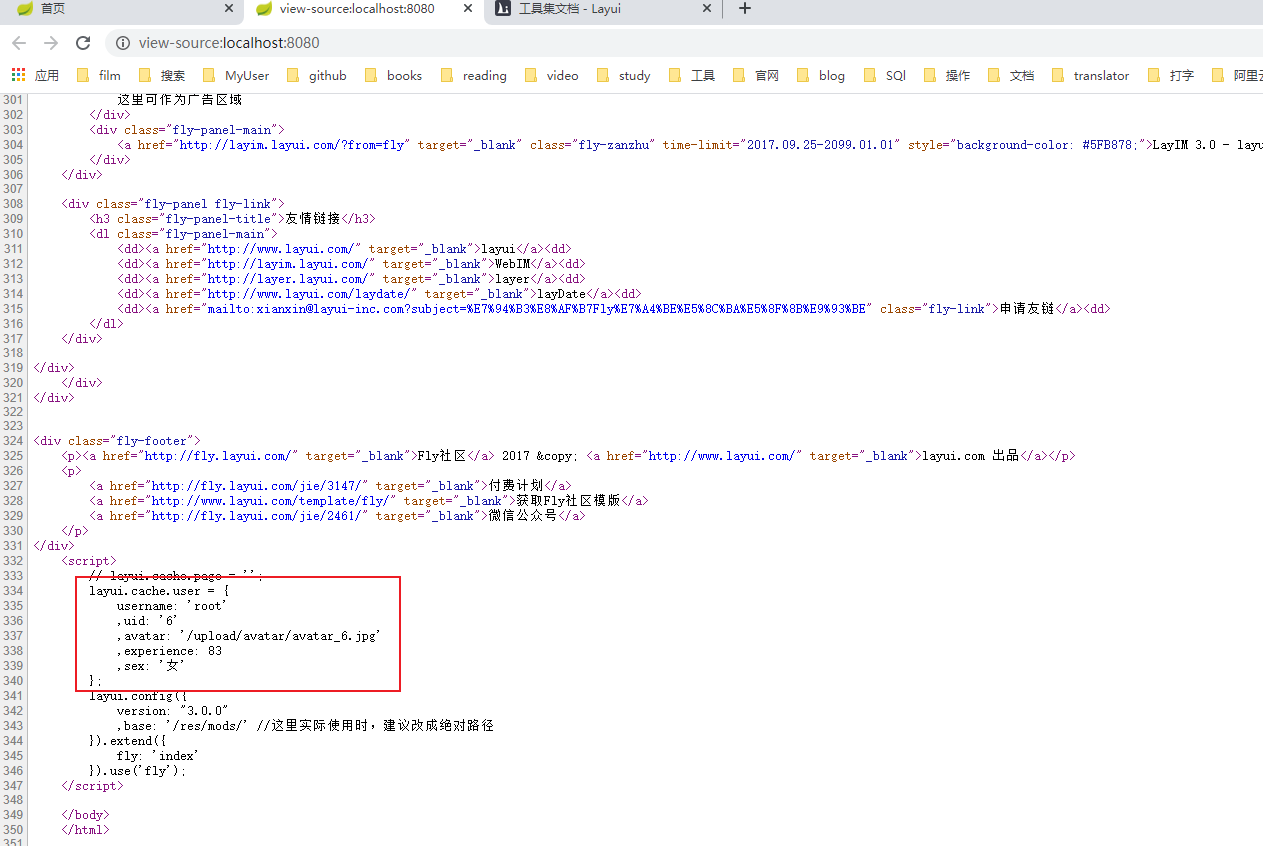 首页
view-source:localhost:8080
工具集文档 - Layui
view-source:localhost:8080
应用 film 搜索 MyUser github books reading video study 工具 官网 blog SQl 操作 文档 translator 打字 阿里云
301 这里可作为广告区域
302 </div>
303 <div class="fly-panel-main">
304 <a href="http://layim.layui.com/?from=fly" target="_blank" class="fly-zanzhu" time-limit="2017.09.25-2099.01.01" style="background-color: #5FB878;">LayIM 3.0 - layu
305 </div>
306 </div>
307
308 <div class="fly-panel fly-link">
309 <h3 class="fly-panel-title">友情链接</h3>
310 <dl class="fly-panel-main">
311 <dd><a href="http://www.layui.com/" target="_blank">layui</a><dd>
312 <dd><a href="http://layim.layui.com/" target="_blank">WebIM</a><dd>
313 <dd><a href="http://layer.layui.com/" target="_blank">layer</a><dd>
314 <dd><a href="http://www.layui.com/laydate/" target="_blank">layDate</a><dd>
315 <dd><a href="mailto:xianxin@layui-inc.com?subject=%E7%94%B3%E8%AF%B7Fly%E7%A4%BE%E5%8C%BA%E5%8F%8B%E9%93%BE" class="fly-link">申请友链</a><dd>
316 </dl>
317 </div>
318
319 </div>
320 </div>
321 </div>
322
323
324 <div class="fly-footer">
325 <p><a href="http://fly.layui.com/" target="_blank">Fly社区</a> 2017 &copy; <a href="http://www.layui.com/" target="_blank">layui.com 出品</a></p>
326 <p>
327 <a href="http://fly.layui.com/jie/3147/" target="_blank">付费计划</a>
328 <a href="http://www.layui.com/template/fly/" target="_blank">获取Fly社区模版</a>
329 <a href="http://fly.layui.com/jie/2461/" target="_blank">微信公众号</a>
330 </p>
331 </div>
332 <script>
333 // layui.cache.page = '';
334 layui.cache.user = {
335 username: 'root'
336 ,uid: '6'
337 ,avatar: '/upload/avatar/avatar_6.jpg'
338 ,experience: 83
339 ,sex: '女'
340 };
341 layui.config({
342 version: "3.0.0"
343 ,base: '/res/mods/' //这里实际使用时，建议改成绝对路径
344 }).extend({
345 fly: 'index'
346 }).use('fly');
347 </script>
348
349 </body>
350 </html>
351